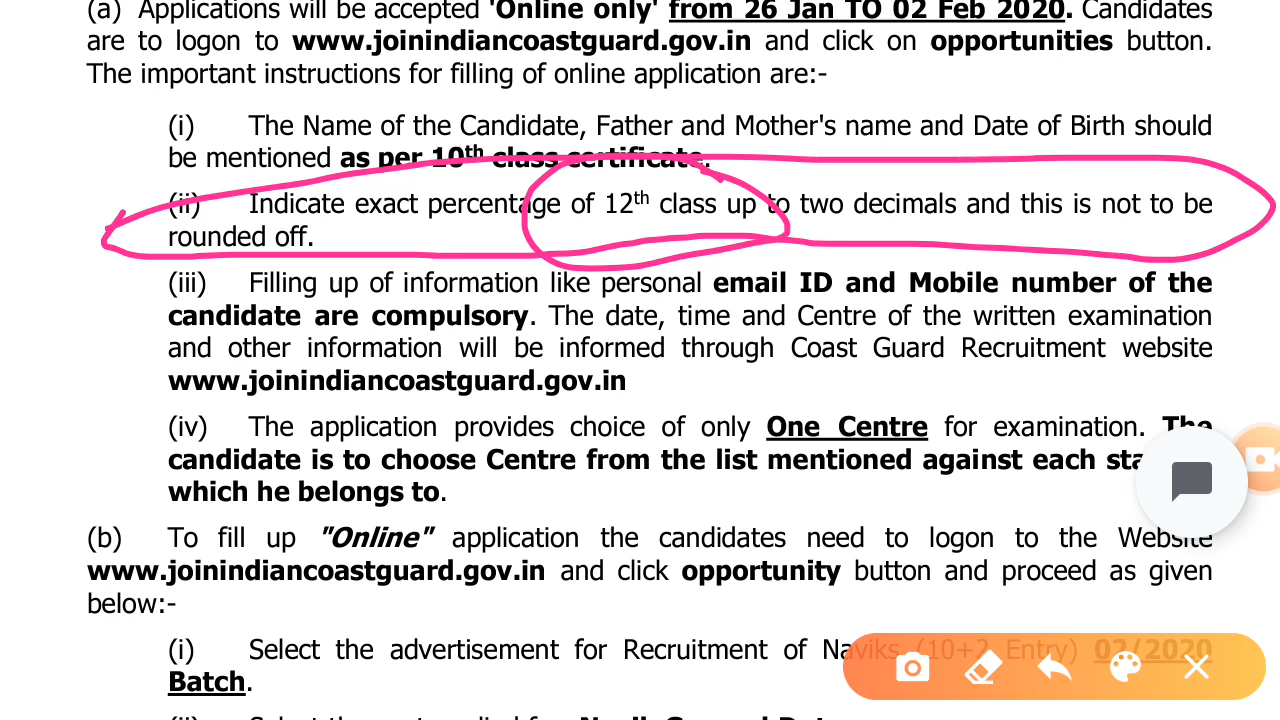 (a) Applications will be accepted 'Online only' from 26 Jan TO 02 Feb 2020. Candidates
are to logon to www.joinindiancoastguard.gov.in and click on opportunities button.
The important instructions for filling of online application are:-
(i) The Name of the Candidate, Father and Mother's name and Date of Birth should
be mentioned as per 10th class certificate.
(ii) Indicate exact percentage of 12th class up to two decimals and this is not to be
rounded off.
(iii) Filling up of information like personal email ID and Mobile number of the
candidate are compulsory. The date, time and Centre of the written examination
and other information will be informed through Coast Guard Recruitment website
www.joinindiancoastguard.gov.in
(iv) The application provides choice of only One Centre for examination. The
candidate is to choose Centre from the list mentioned against each sta
which he belongs to.
(b) To fill up "Online" application the candidates need to logon to the Website
www.joinindiancoastguard.gov.in and click opportunity button and proceed as given
below:-
(i) Select the advertisement for Recruitment of Naviks (10+2 Entry) 02/2020
Batch.